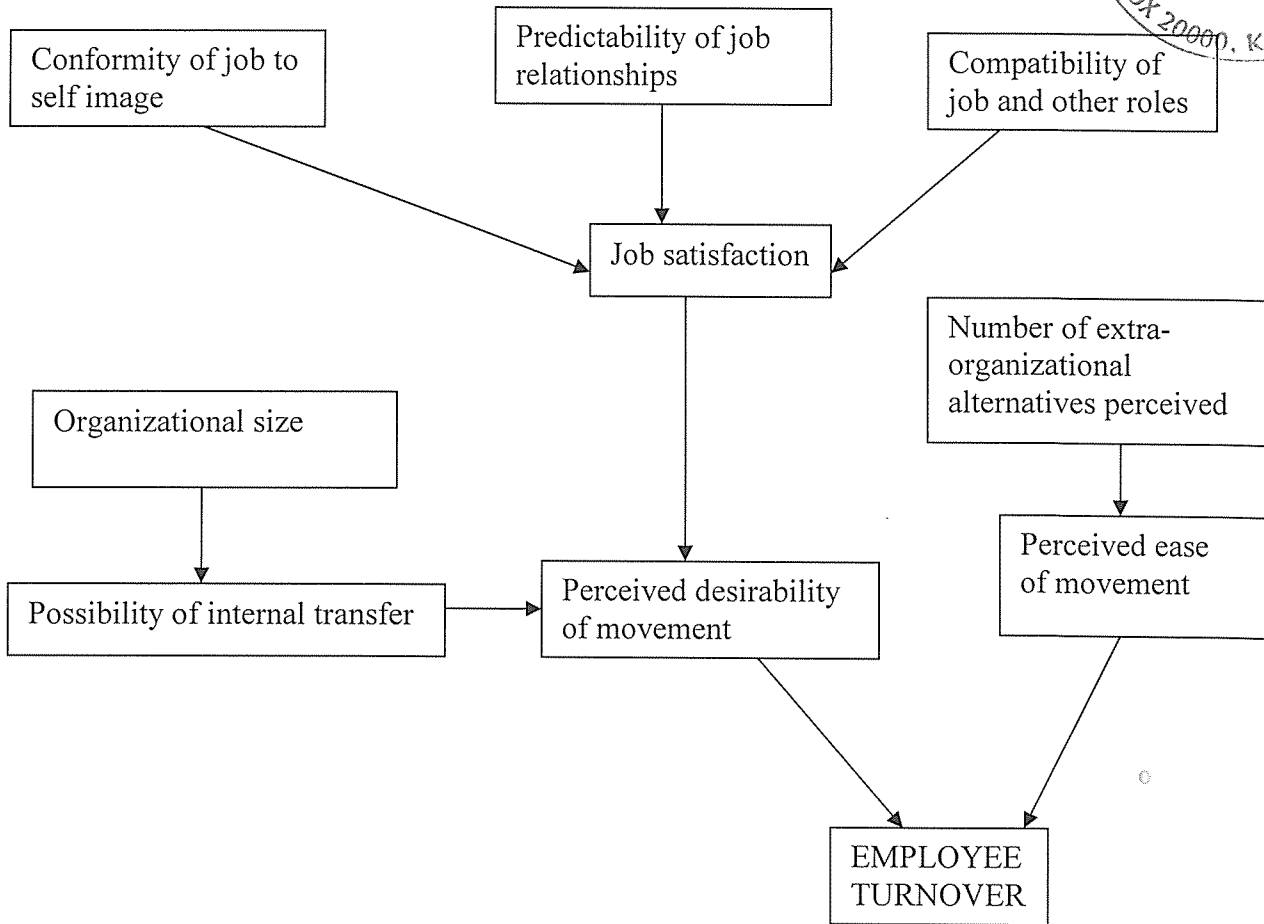 Conformity of job to
self image
Predictability of job
relationships
Compatibility of
job and other roles
OX 20000, K
Job satisfaction
Number of extra-
organizational
alternatives perceived
Organizational size
Perceived ease
of movement
Possibility of internal transfer
Perceived desirability
of movement
EMPLOYEE
TURNOVER